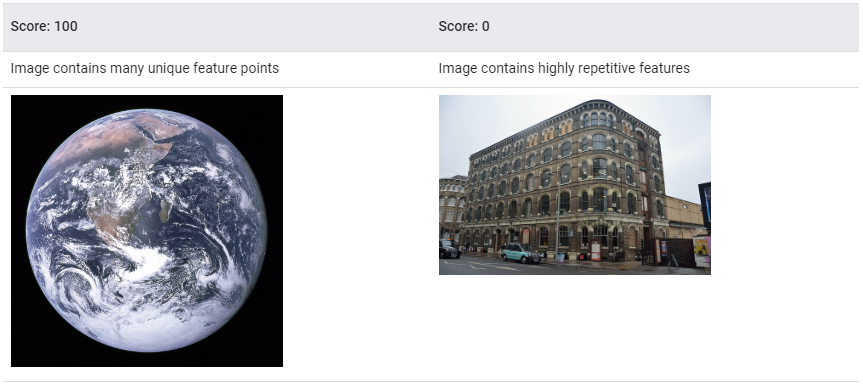 Score: 100
Score: 0
Image contains many unique feature points
Image contains highly repetitive features